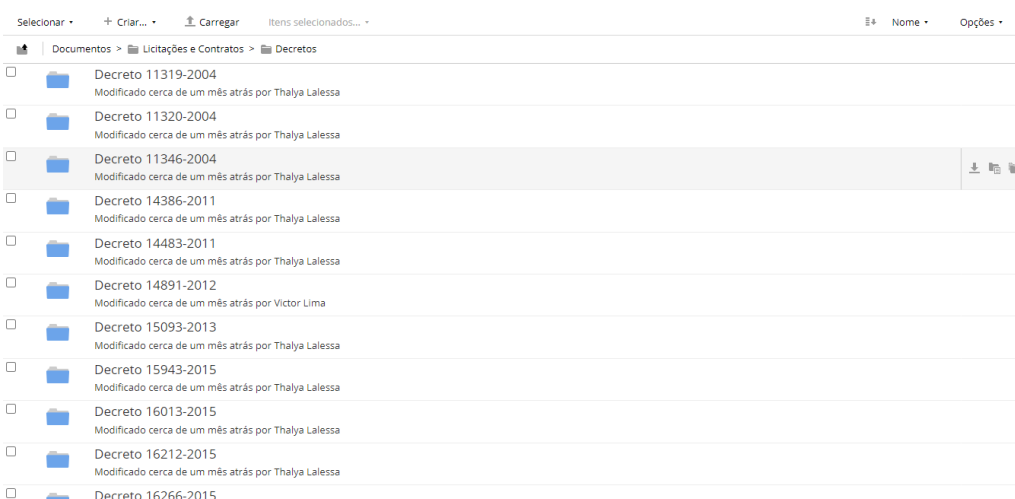 Selecionar
Criar...
Carregar
Itens selecionados...
Nome
Opções
Documentos > Licitações e Contratos > Decretos
Decreto 11319-2004
Modificado cerca de um mês atrás por Thalya Lalessa
Decreto 11320-2004
Modificado cerca de um mês atrás por Thalya Lalessa
Decreto 11346-2004
Modificado cerca de um mês atrás por Thalya Lalessa
Decreto 14386-2011
Modificado cerca de um mês atrás por Thalya Lalessa
Decreto 14483-2011
Modificado cerca de um mês atrás por Thalya Lalessa
Decreto 14891-2012
Modificado cerca de um mês atrás por Victor Lima
Decreto 15093-2013
Modificado cerca de um mês atrás por Thalya Lalessa
Decreto 15943-2015
Modificado cerca de um mês atrás por Thalya Lalessa
Decreto 16013-2015
Modificado cerca de um mês atrás por Thalya Lalessa
Decreto 16212-2015
Modificado cerca de um mês atrás por Thalya Lalessa
Decreto 16266-2015